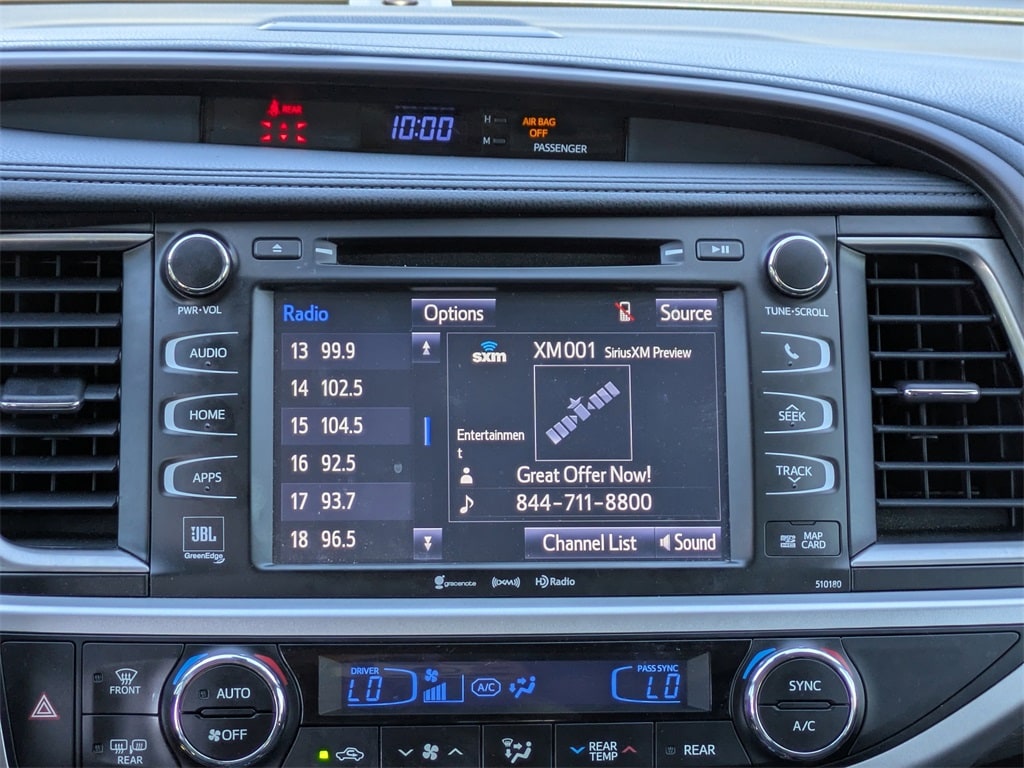 REAR
10:00
H
M
AIR BAG
OFF
PASSENGER
PWR•VOL
TUNE•SCROLL
AUDIO
HOME
APPS
JBL
GreenEdge
Radio
Options
Source
13 99.9
14 102.5
15 104.5
16 92.5
17 93.7
18 96.5
sxm
XM001 SiriusXM Preview
Entertainmen
t
Great Offer Now!
844-711-8800
Channel List
Sound
SEEK
TRACK
MAP
CARD
gracenote
((XM))
HD Radio
510180
FRONT
REAR
AUTO
OFF
DRIVER
LO
A/C
PASS SYNC
LO
REAR
TEMP
REAR
SYNC
A/C